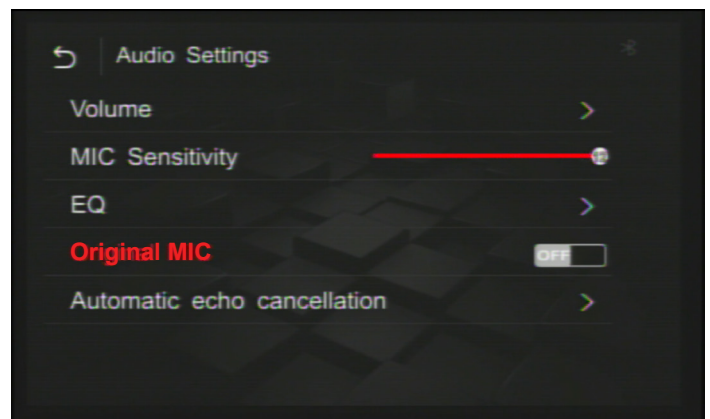 Audio Settings
Volume
MIC Sensitivity
EQ
Original MIC
OFF
Automatic echo cancellation